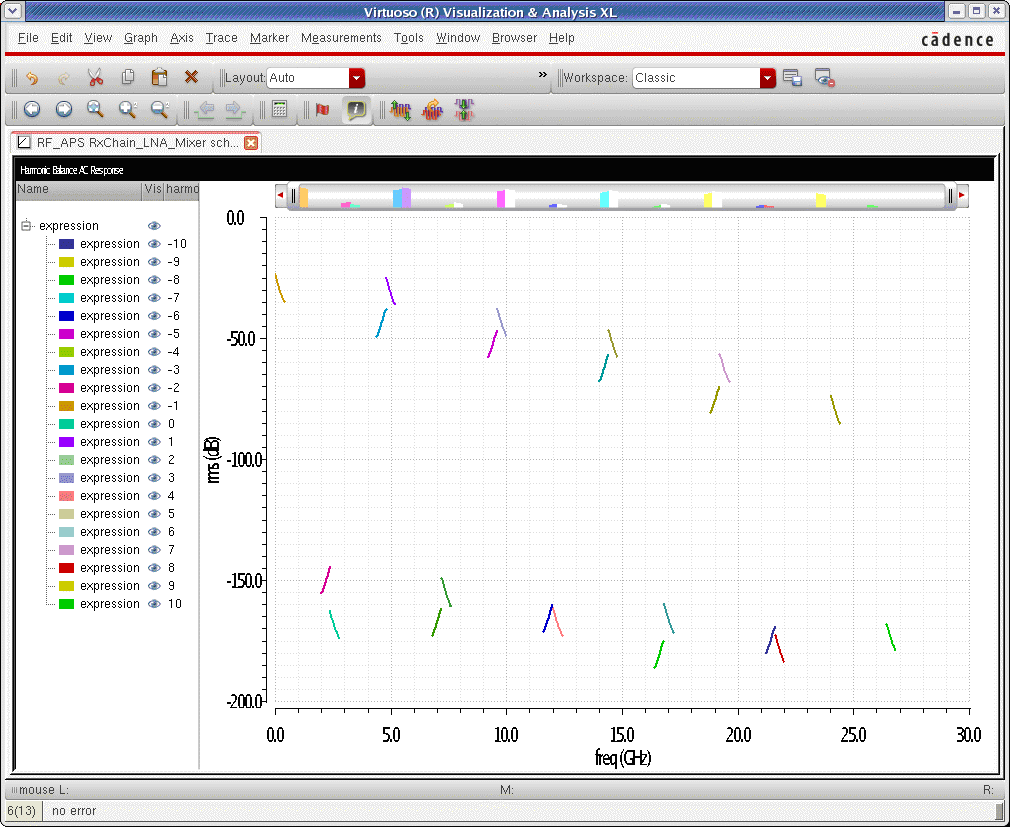 Virtuoso (R) Visualization & Analysis XL
File Edit View Graph Axis Trace Marker Measurements Tools Window Browser Help
cādence
Layout: Auto » Workspace: Classic
RF_APS RxChain_LNA_Mixer sch...
Harmonic Balance AC Response
Name Vis harmo
expression
expression -10
expression -9
expression -8
expression -7
expression -6
expression -5
expression -4
expression -3
expression -2
expression -1
expression 0
expression 1
expression 2
expression 3
expression 4
expression 5
expression 6
expression 7
expression 8
expression 9
expression 10
0.0
-50.0
-100.0
-150.0
-200.0
rms (dB)
0.0 5.0 10.0 15.0 20.0 25.0 30.0
freq (GHz)
mouse L: M: R:
6(13) no error